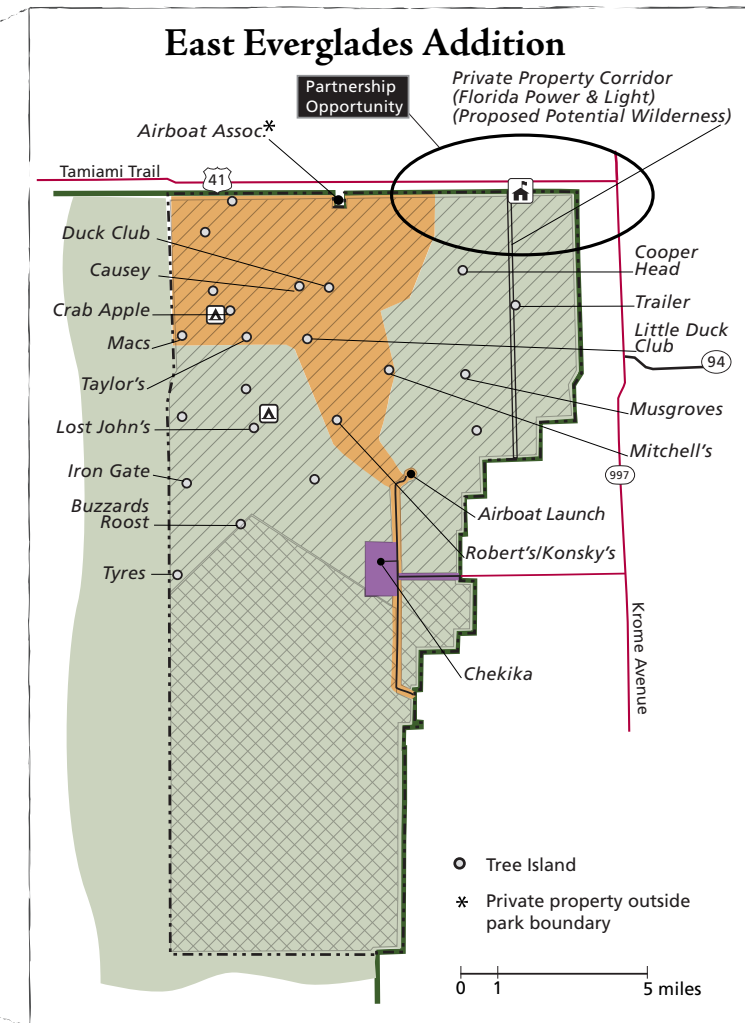 East Everglades Addition
Partnership
Opportunity
Private Property Corridor
(Florida Power & Light)
(Proposed Potential Wilderness)
Airboat Assoc.*
Tamiami Trail
41
Duck Club
Causey
Crab Apple
Macs
Taylor's
Lost John's
Iron Gate
Buzzards
Roost
Tyres
Cooper
Head
Trailer
Little Duck
Club
94
Musgroves
Mitchell's
997
Airboat Launch
Robert's/Konsky's
Chekika
Krome Avenue
Tree Island
* Private property outside
park boundary
0 1 5 miles